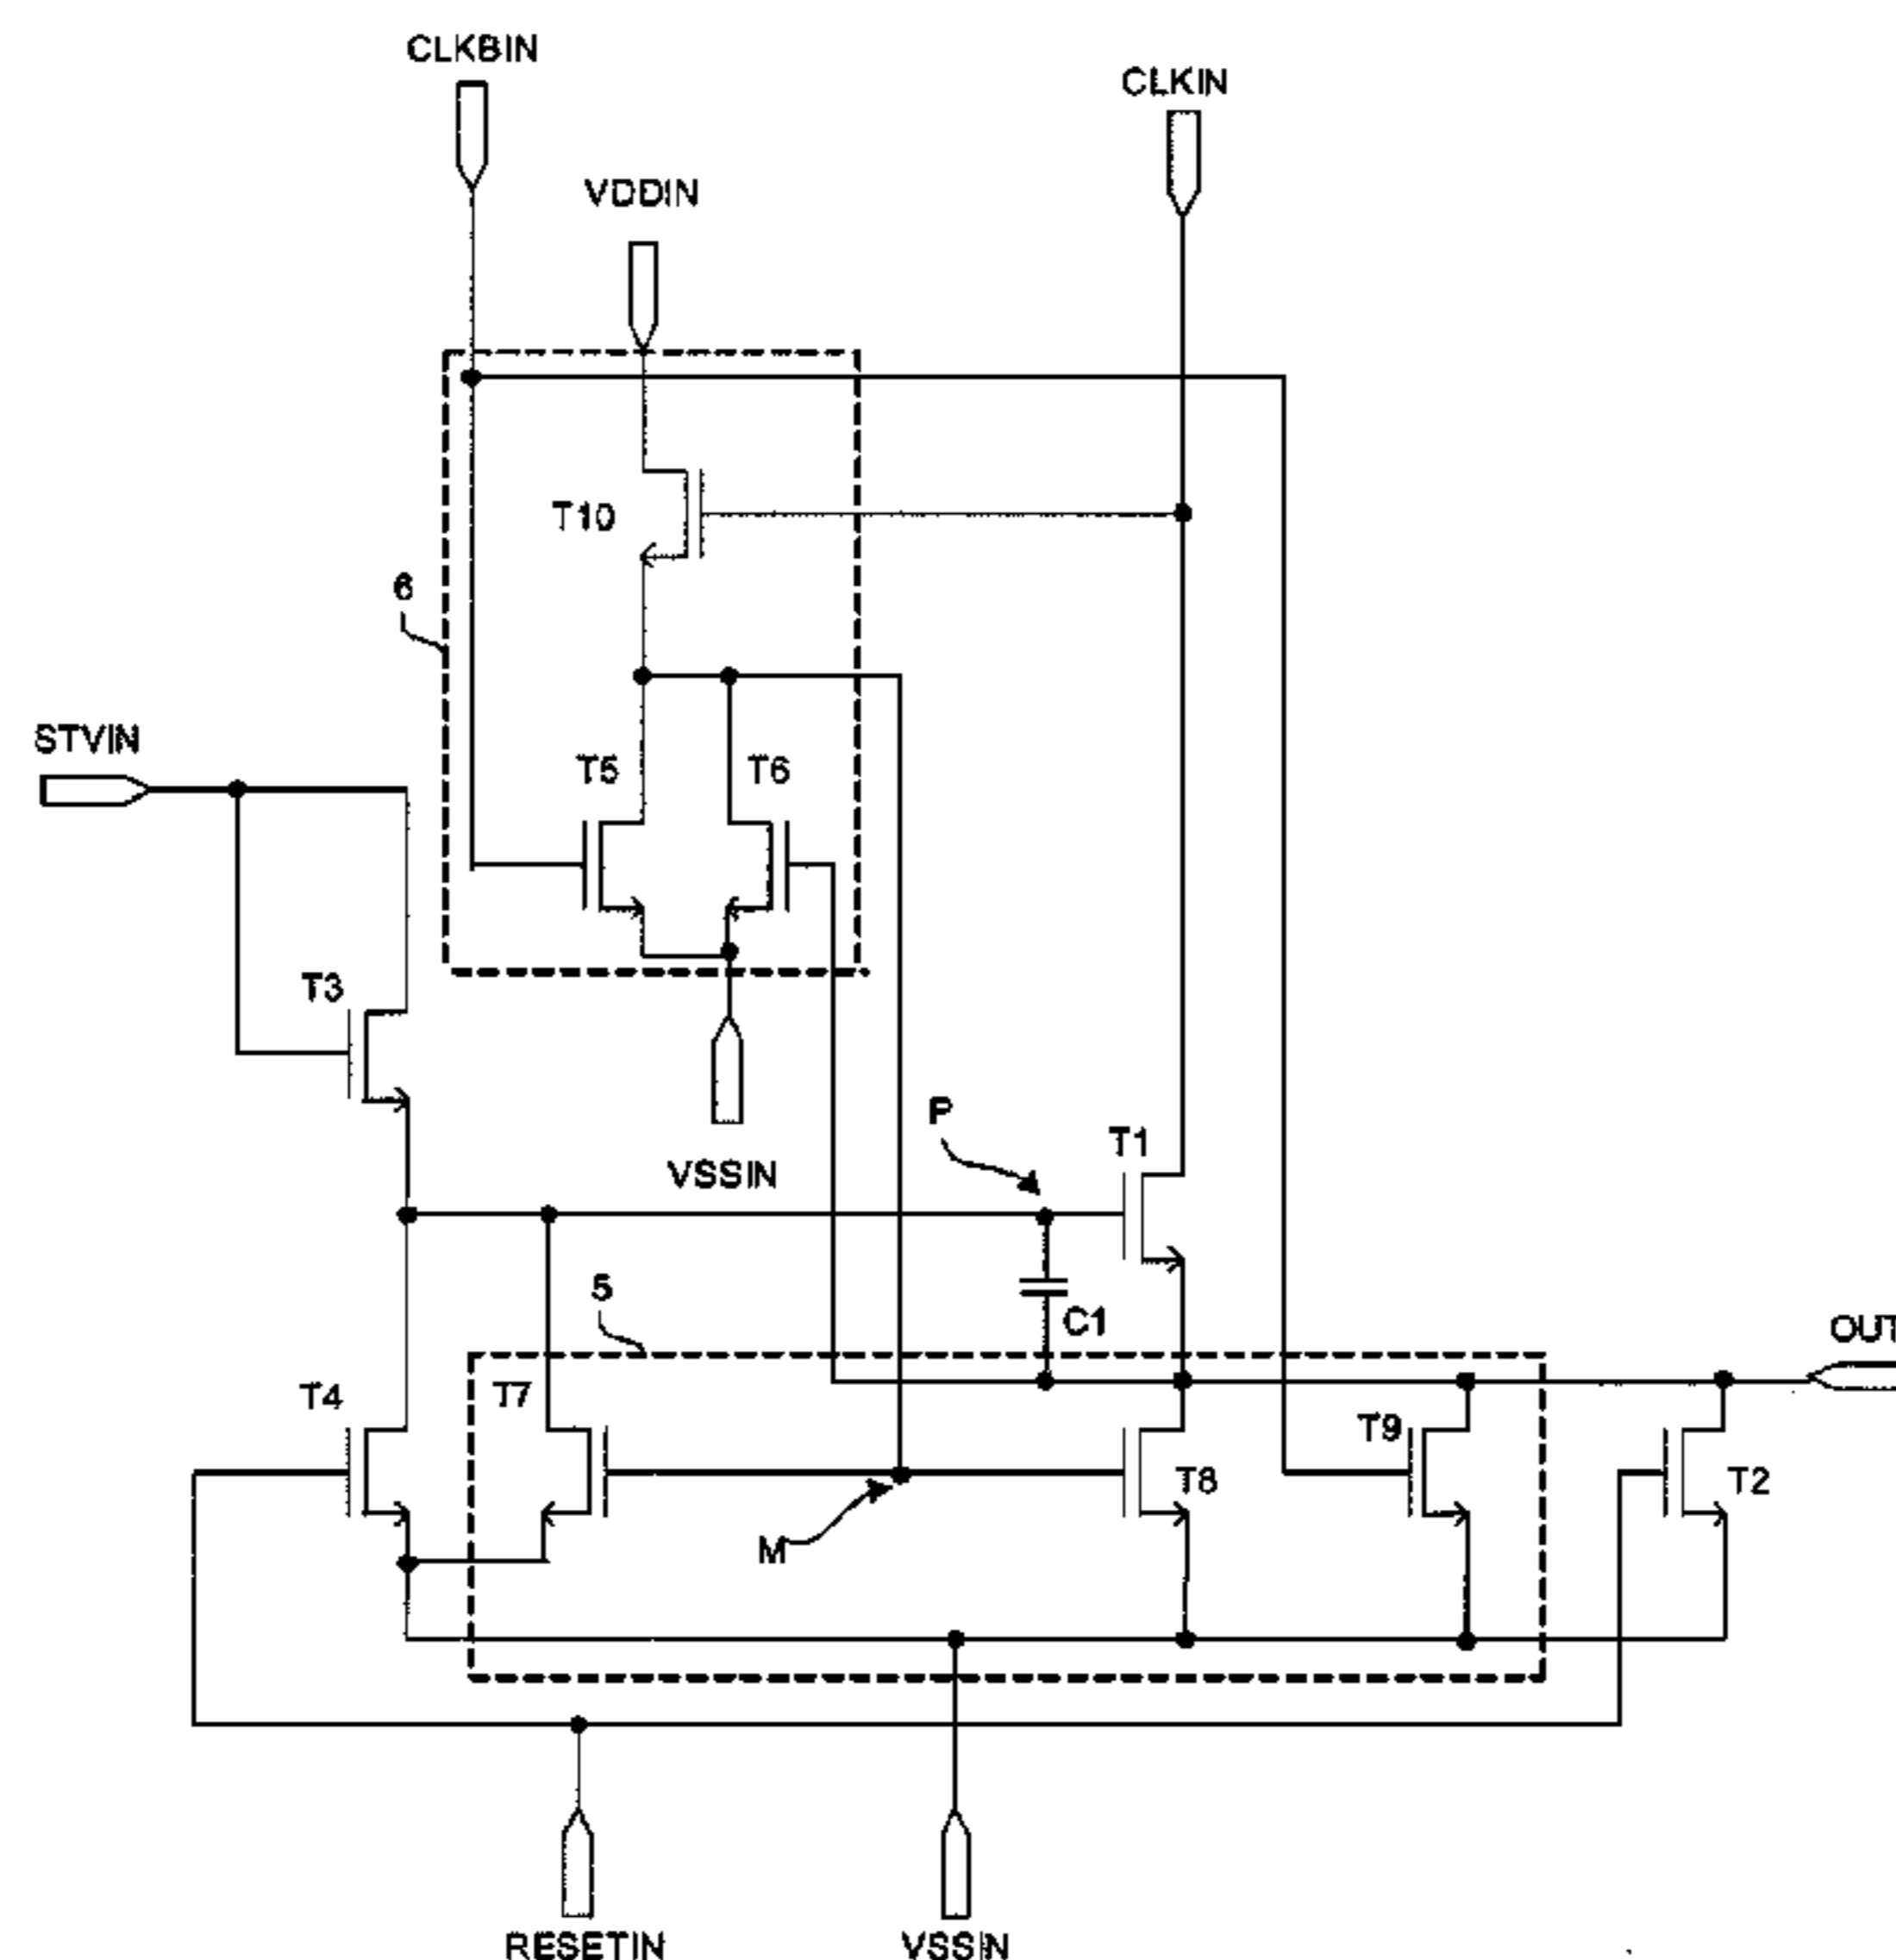 CLKBIN
CLKIN
VDDIN
T10
6
STVIN
T5
T6
T3
P
T1
VSSIN
5
C1
OUT
T4
T7
T9
T8
T2
M
RESETIN
VSSIN